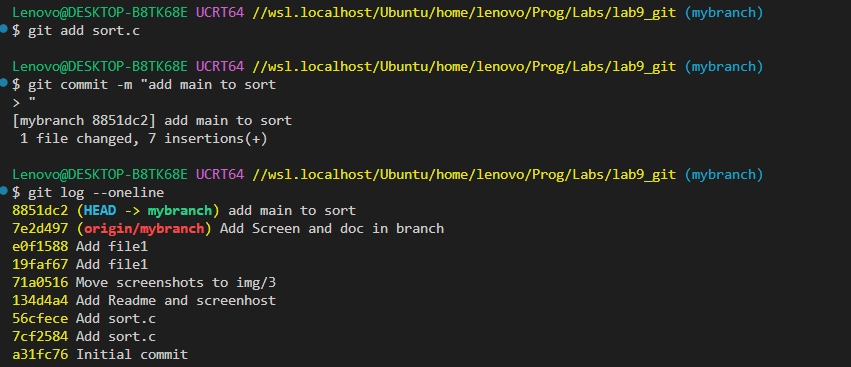 Lenovo@DESKTOP-B8TK68E UCRT64 //wsl.localhost/Ubuntu/home/lenovo/Prog/Labs/lab9_git (mybranch)
$ git add sort.c
Lenovo@DESKTOP-B8TK68E UCRT64 //wsl.localhost/Ubuntu/home/lenovo/Prog/Labs/lab9_git (mybranch)
$ git commit -m "add main to sort
> "
[mybranch 8851dc2] add main to sort
 1 file changed, 7 insertions(+)
Lenovo@DESKTOP-B8TK68E UCRT64 //wsl.localhost/Ubuntu/home/lenovo/Prog/Labs/lab9_git (mybranch)
$ git log --oneline
8851dc2 (HEAD -> mybranch) add main to sort
7e2d497 (origin/mybranch) Add Screen and doc in branch
e0f1588 Add file1
19faf67 Add file1
71a0516 Move screenshots to img/3
134d4a4 Add Readme and screenhost
56cfece Add sort.c
7cf2584 Add sort.c
a31fc76 Initial commit